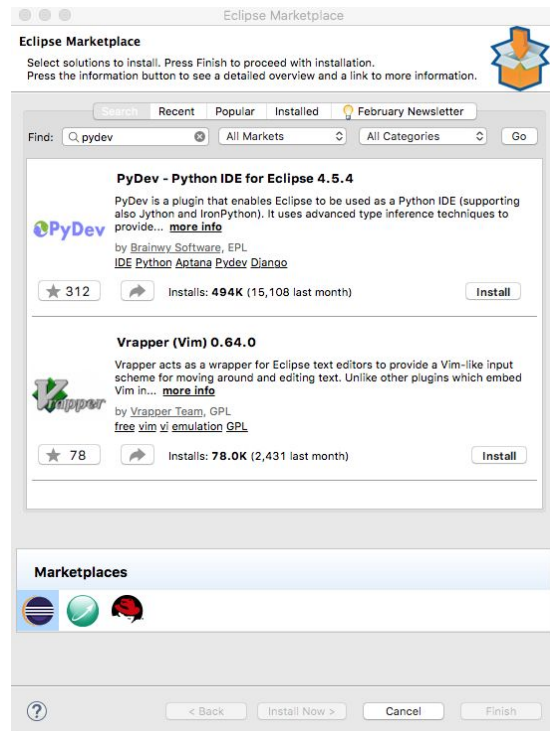 Eclipse Marketplace
Eclipse Marketplace
Select solutions to install. Press Finish to proceed with installation.
Press the information button to see a detailed overview and a link to more information.
Search Recent Popular Installed February Newsletter
Find: pydev All Markets All Categories Go
PyDev - Python IDE for Eclipse 4.5.4
PyDev is a plugin that enables Eclipse to be used as a Python IDE (supporting
also Jython and IronPython). It uses advanced type inference techniques to
provide... more info
PyDev
by Brainwy Software, EPL
IDE Python Aptana Pydev Django
312 Installs: 494K (15,108 last month) Install
Vrapper (Vim) 0.64.0
Vrapper acts as a wrapper for Eclipse text editors to provide a Vim-like input
scheme for moving around and editing text. Unlike other plugins which embed
Vim in... more info
Vrapper
by Vrapper Team, GPL
free vim vi emulation GPL
78 Installs: 78.0K (2,431 last month) Install
Marketplaces
? < Back Install Now > Cancel Finish